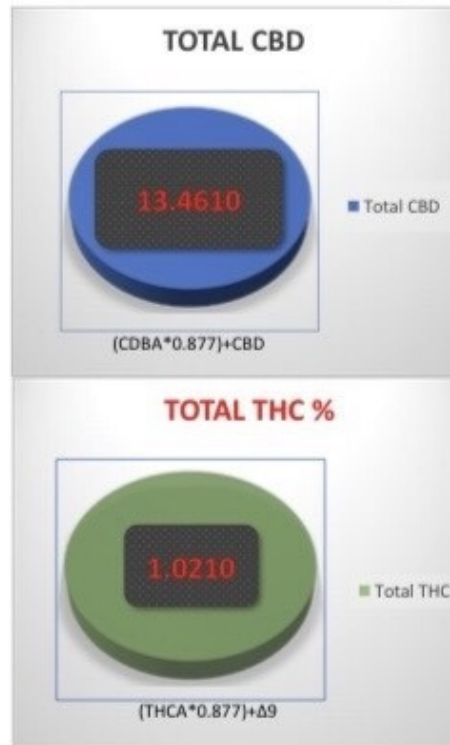 TOTAL CBD
13.4610
Total CBD
(CDBA*0.877)+CBD
TOTAL THC %
1.0210
Total THC
(THCA*0.877)+Δ9